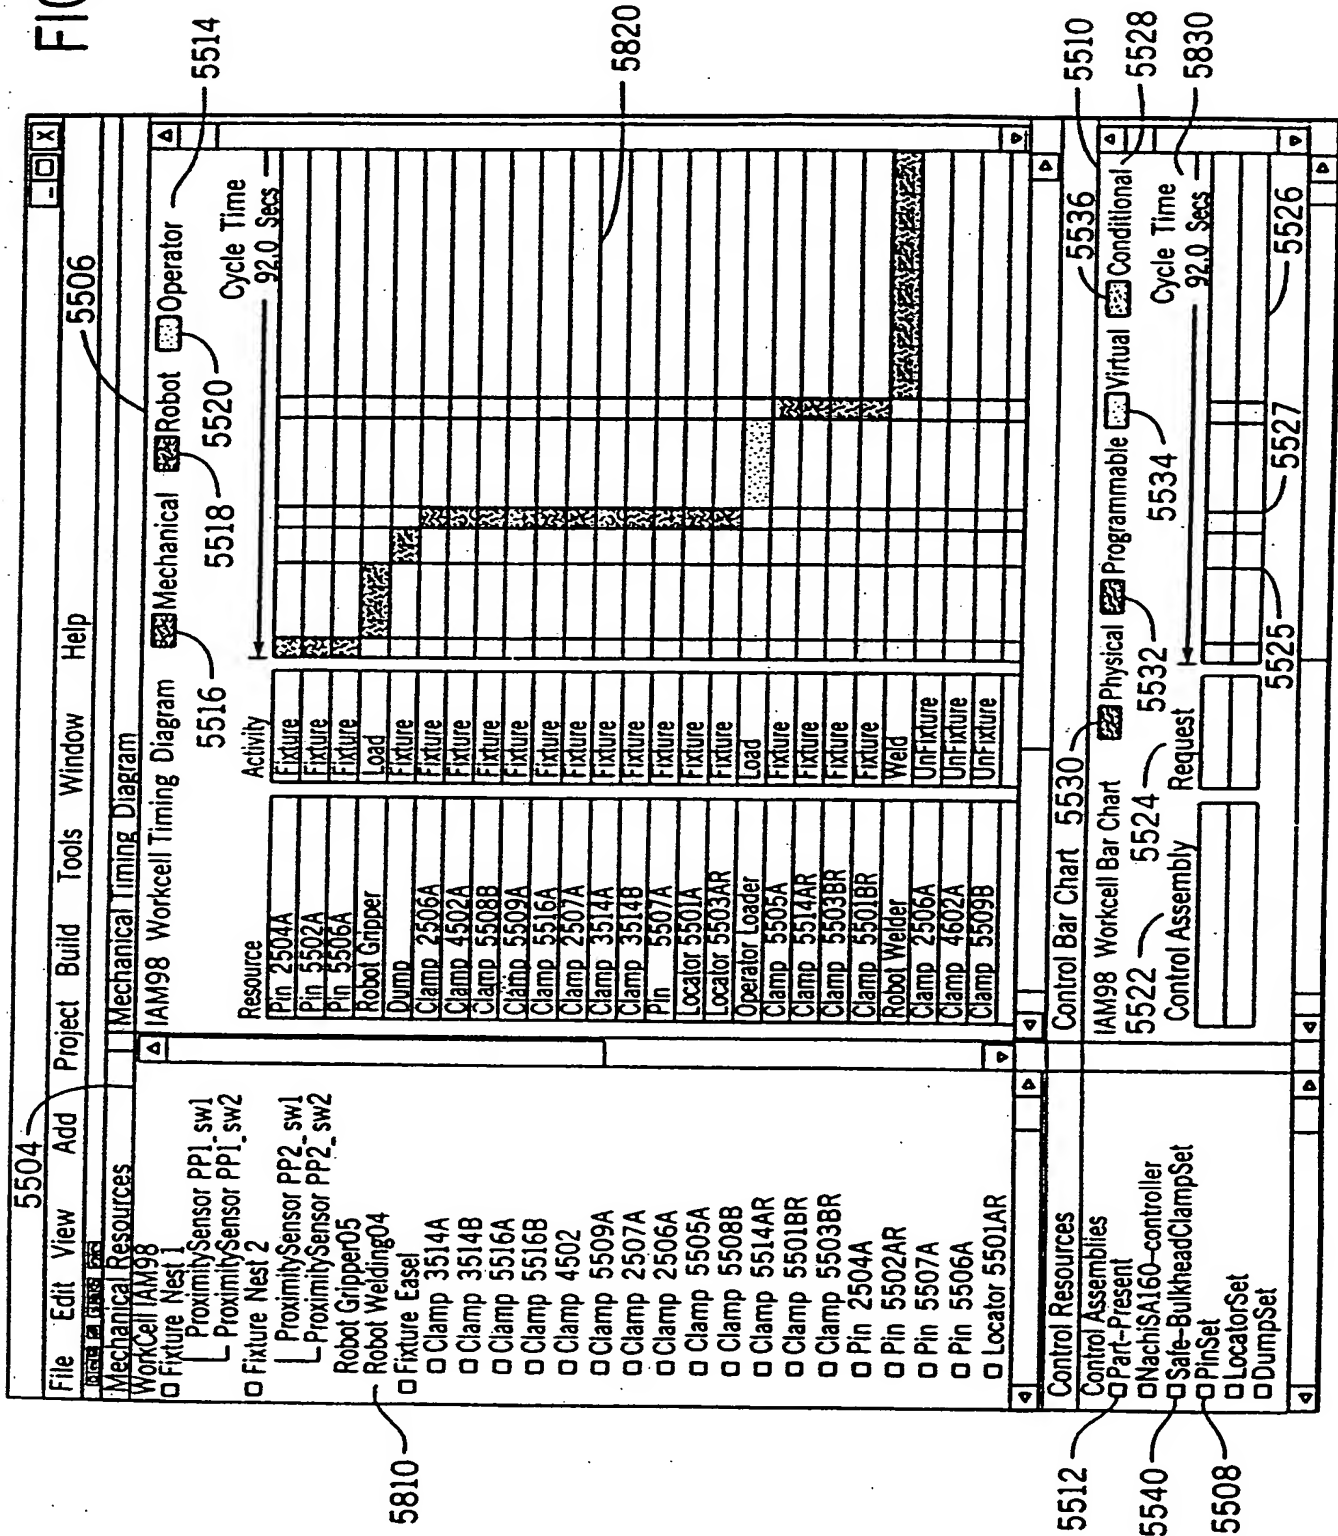 FIG
5504
5506
File Edit View Add Project Build Tools Window Help
Mechanical Resources
WorkCell IAM98
Fixture Nest 1
ProximitySensor PP1_sw1
ProximitySensor PP1_sw2
Fixture Nest 2
ProximitySensor PP2_sw1
ProximitySensor PP2_sw2
Robot Gripper05
Robot Welding04
Fixture Easel
Clamp 3514A
Clamp 3514B
Clamp 5516A
Clamp 5516B
Clamp 4502
Clamp 5509A
Clamp 2507A
Clamp 2506A
Clamp 5505A
Clamp 5508B
Clamp 5514AR
Clamp 5501BR
Clamp 5503BR
Pin 2504A
Pin 5502AR
Pin 5507A
Pin 5506A
Locator 5501AR
5810
Mechanical Timing Diagram
IAM98 Workcell Timing Diagram Mechanical Robot Operator
5514
5516
5518
5520
Cycle Time
92.0 Secs
Resource Activity
Pin 2504A Fixture
Pin 5502A Fixture
Pin 5506A Fixture
Robot Gripper Load
Dump Fixture
Clamp 2506A Fixture
Clamp 4502A Fixture
Clamp 5508B Fixture
Clamp 5509A Fixture
Clamp 5516A Fixture
Clamp 2507A Fixture
Clamp 3514A Fixture
Clamp 3514B Fixture
Pin 5507A Fixture
Locator 5501A Fixture
Locator 5503AR Fixture
Operator Loader Load
Clamp 5505A Fixture
Clamp 5514AR Fixture
Clamp 5503BR Fixture
Clamp 5501BR Fixture
Robot Welder Weld
Clamp 2506A UnFixture
Clamp 4602A UnFixture
Clamp 5509B UnFixture
5820
Control Resources
Control Assemblies
Part-Present
NachiSA160-controller
Safe-BulkheadClampSet
PinSet
LocatorSet
DumpSet
5512
5540
5508
Control Bar Chart
5530
5536
5510
IAM98 Workcell Bar Chart Physical Programmable Virtual Conditional
5528
5522
5524
5532
5534
Cycle Time
92.0 Secs
5830
Control Assembly Request
5525
5527
5526